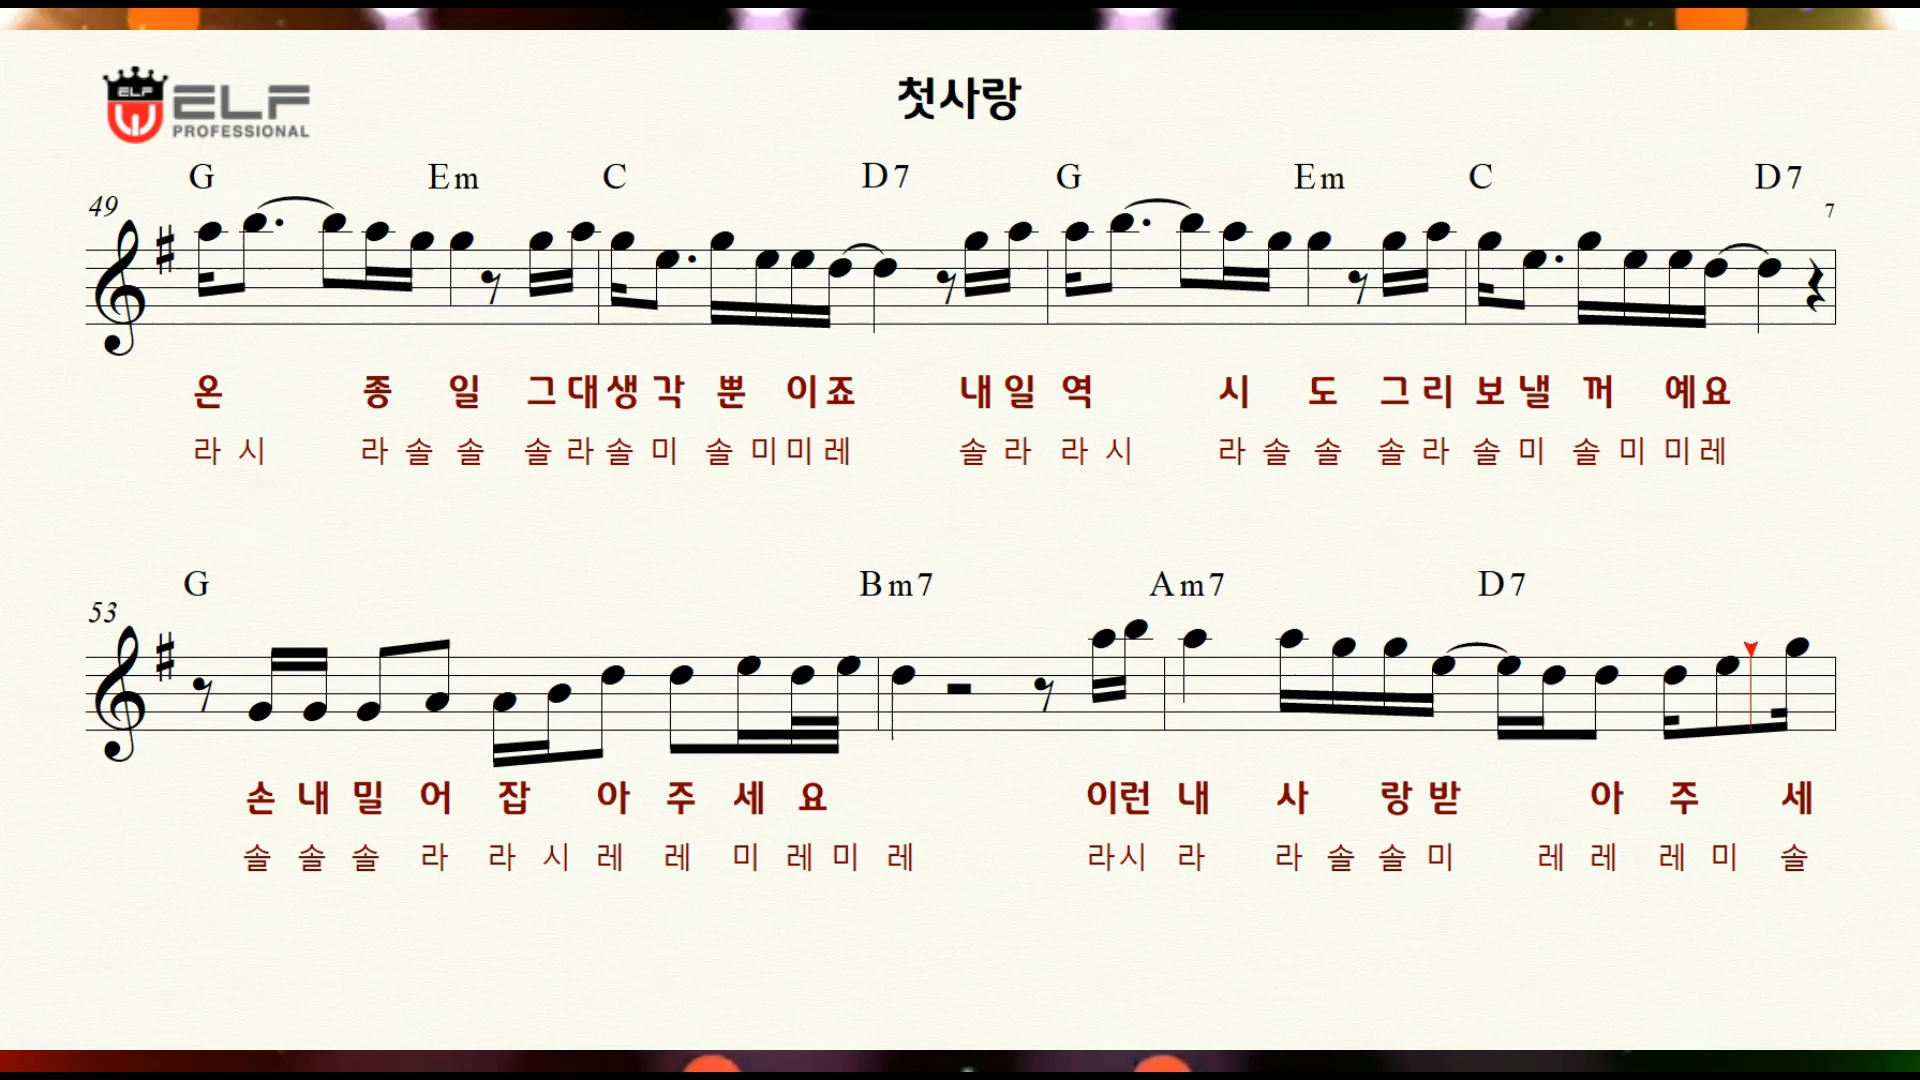 ELF
ELF
PROFESSIONAL
첫사랑
G Em C D7 G Em C D7
49
7
온 종 일 그대생각 뿐 이죠 내일역 시 도 그리 보낼 꺼 예요
라 시 라 솔 솔 솔 라 솔 미 솔 미 미 레 솔 라 라 시 라 솔 솔 솔 라 솔 미 솔 미 미 레
G Bm7 Am7 D7
53
손 내 밀 어 잡 아 주 세 요 이런 내 사 랑 받 아 주 세
솔 솔 솔 라 라 시 레 레 미 레 미 레 라 시 라 라 솔 솔 미 레 레 레 미 솔